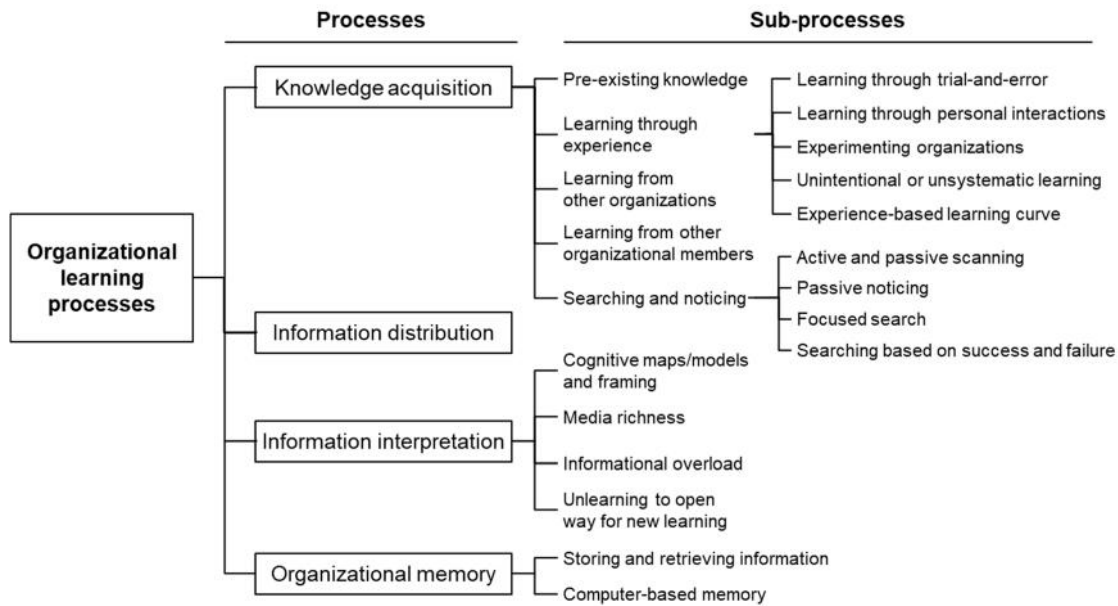 Processes
Sub-processes
Organizational
learning
processes
Knowledge acquisition
Pre-existing knowledge
Learning through
experience
Learning through trial-and-error
Learning through personal interactions
Experimenting organizations
Unintentional or unsystematic learning
Experience-based learning curve
Learning from
other organizations
Learning from other
organizational members
Searching and noticing
Active and passive scanning
Passive noticing
Focused search
Searching based on success and failure
Information distribution
Information interpretation
Cognitive maps/models
and framing
Media richness
Informational overload
Unlearning to open
way for new learning
Organizational memory
Storing and retrieving information
Computer-based memory